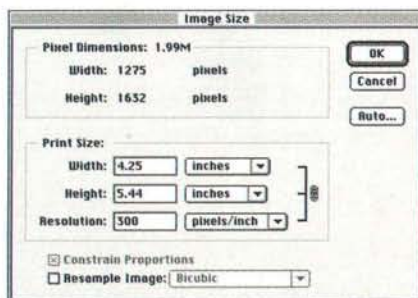 Image Size
Pixel Dimensions: 1.99M
Width: 1275 pixels
Height: 1632 pixels
OK
Cancel
Auto...
Print Size:
Width: 4.25 inches
Height: 5.44 inches
Resolution: 300 pixels/inch
Constrain Proportions
Resample Image: Bicubic